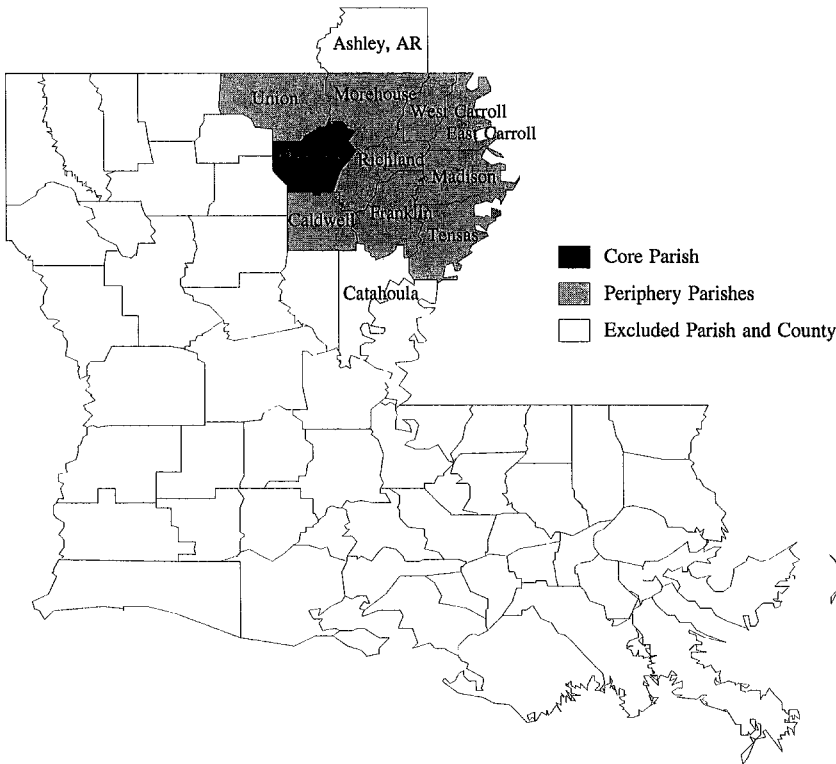 Ashley, AR
Union
Morehouse
West Carroll
East Carroll
Richland
Madison
Caldwell
Franklin
Tensas
Catahoula
Core Parish
Periphery Parishes
Excluded Parish and County